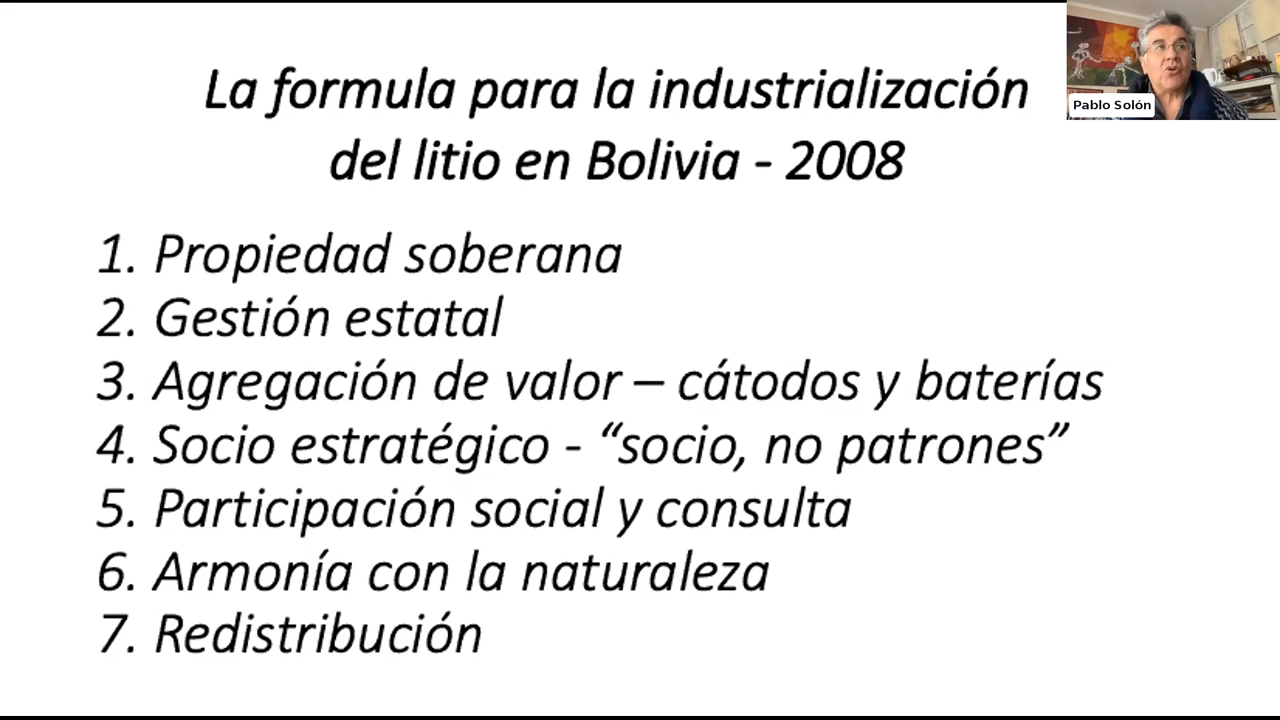 La formula para la industrialización
del litio en Bolivia - 2008
Pablo Solón
1. Propiedad soberana
2. Gestión estatal
3. Agregación de valor – cátodos y baterías
4. Socio estratégico - “socio, no patrones”
5. Participación social y consulta
6. Armonía con la naturaleza
7. Redistribución